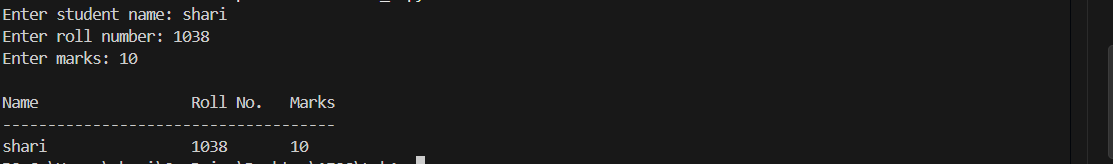 Enter student name: shari
Enter roll number: 1038
Enter marks: 10
Name                 Roll No.   Marks
-------------------------------------
shari                1038       10